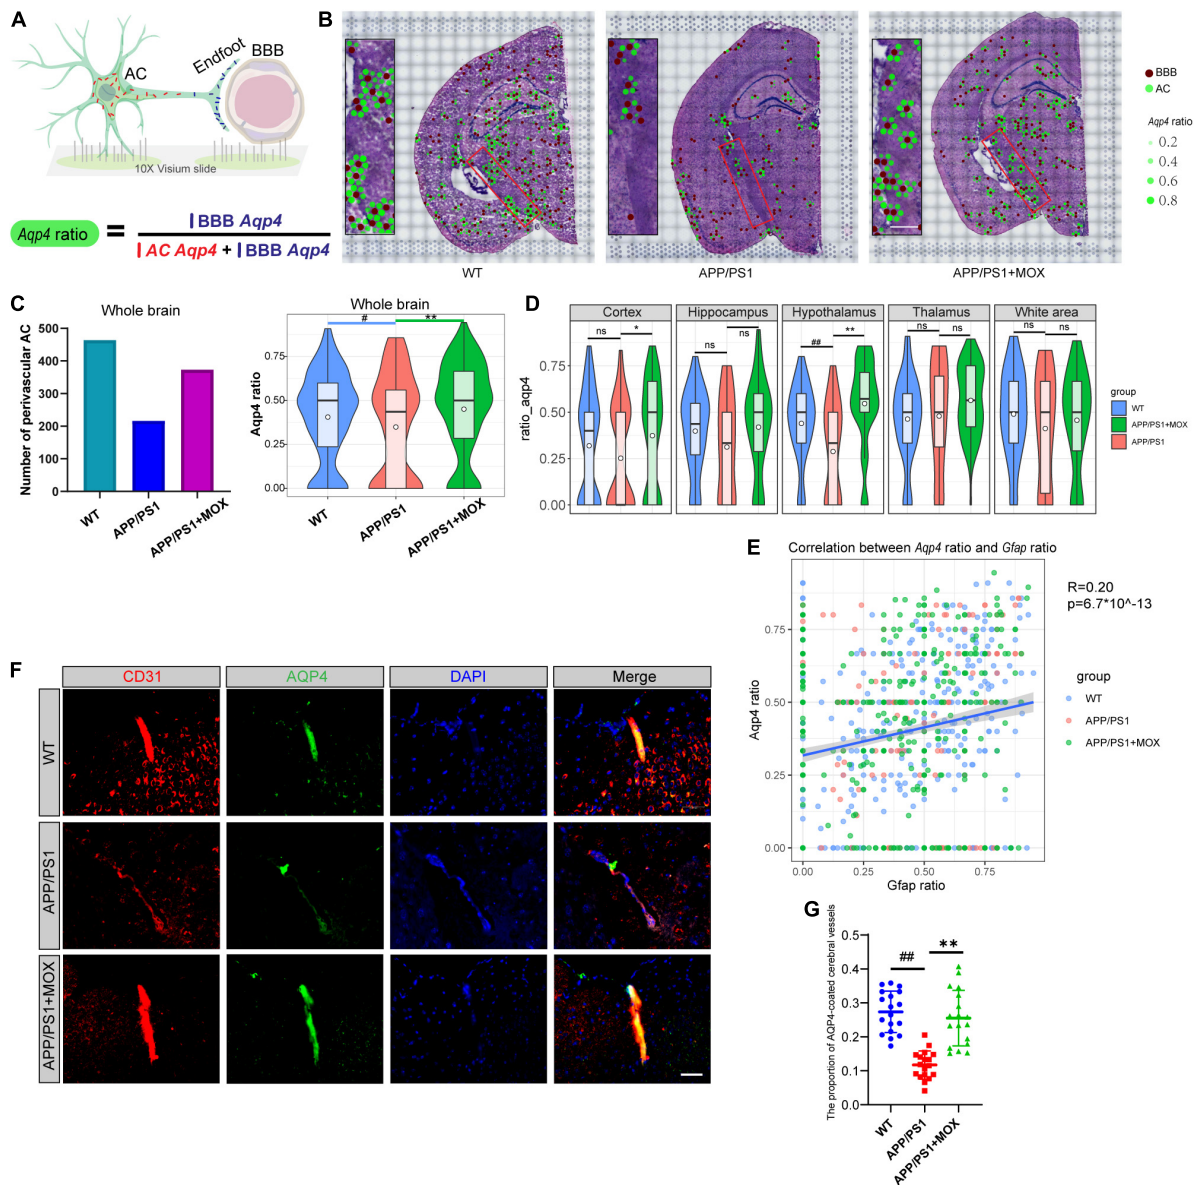 A
AC
Endfoot
BBB
10X Visium slide
Aqp4 ratio
=
BBB Aqp4
AC Aqp4 + BBB Aqp4
B
WT
APP/PS1
APP/PS1+MOX
BBB
AC
Aqp4 ratio
0.2
0.4
0.6
0.8
C
Whole brain
Number of perivascular AC
500
400
300
200
100
0
WT
APP/PS1
APP/PS1+MOX
Whole brain
#
**
Aqp4 ratio
0.75
0.50
0.25
0.00
WT
APP/PS1
APP/PS1+MOX
D
Cortex
Hippocampus
Hypothalamus
Thalamus
White area
ns
*
ns
ns
##
**
ns
ns
ns
ns
ratio_aqp4
0.75
0.50
0.25
0.00
group
WT
APP/PS1+MOX
APP/PS1
E
Correlation between Aqp4 ratio and Gfap ratio
R=0.20
p=6.7*10^-13
Aqp4 ratio
0.75
0.50
0.25
0.00
0.00
0.25
0.50
0.75
Gfap ratio
group
WT
APP/PS1
APP/PS1+MOX
F
CD31
AQP4
DAPI
Merge
WT
APP/PS1
APP/PS1+MOX
G
The proportion of AQP4-coated cerebral vessels
0.5
0.4
0.3
0.2
0.1
0.0
##
**
WT
APP/PS1
APP/PS1+MOX